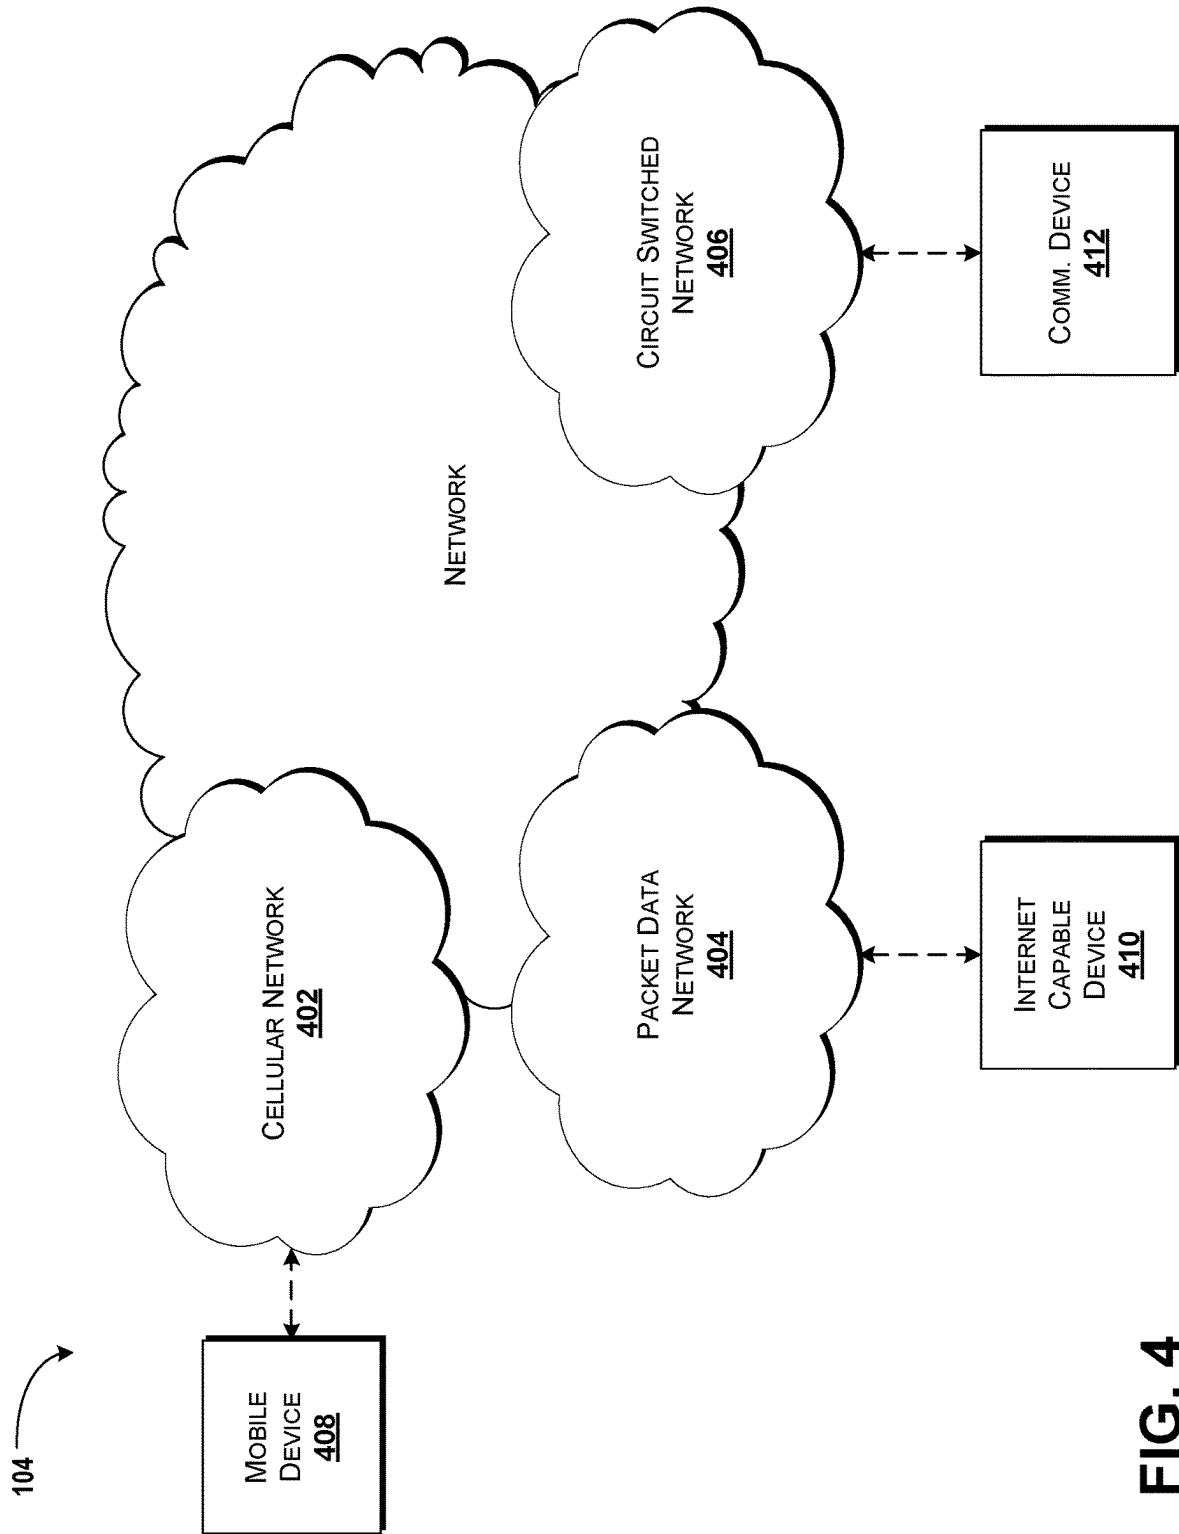 104
MOBILE
DEVICE
408
CELLULAR NETWORK
402
NETWORK
PACKET DATA
NETWORK
404
CIRCUIT SWITCHED
NETWORK
406
INTERNET
CAPABLE
DEVICE
410
COMM. DEVICE
412
FIG. 4